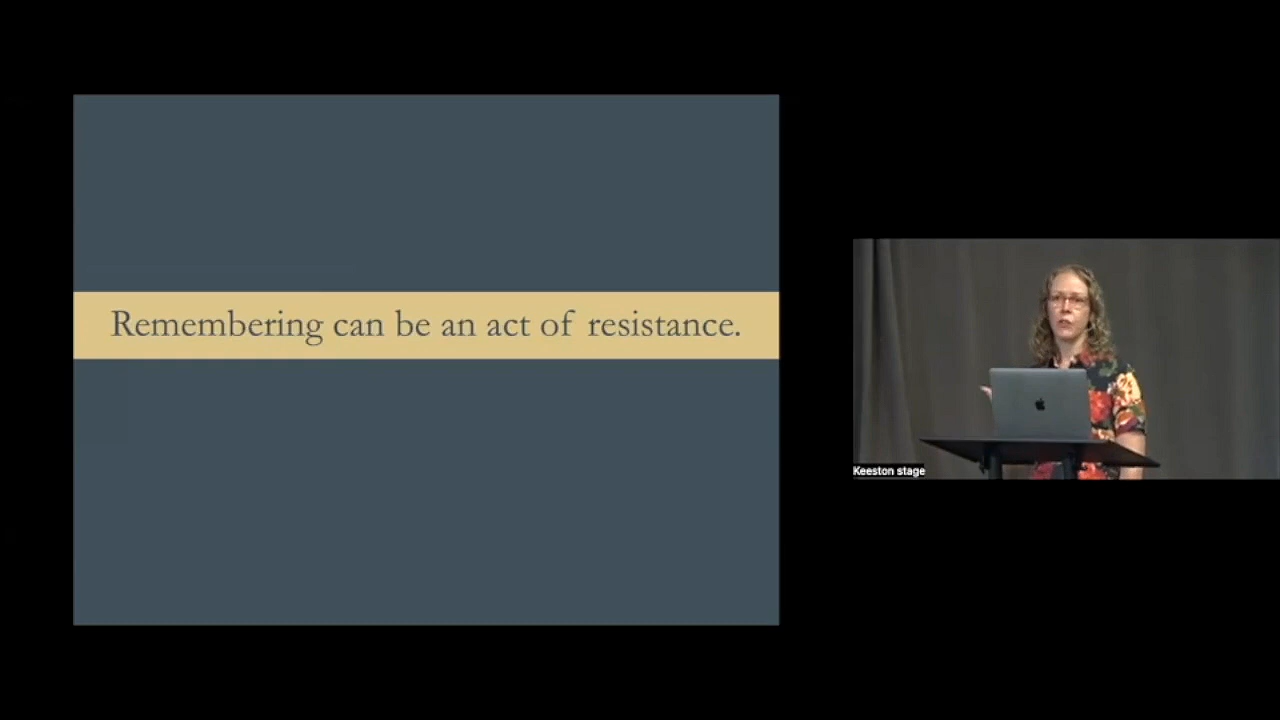 Remembering can be an act of resistance.
Keeston stage